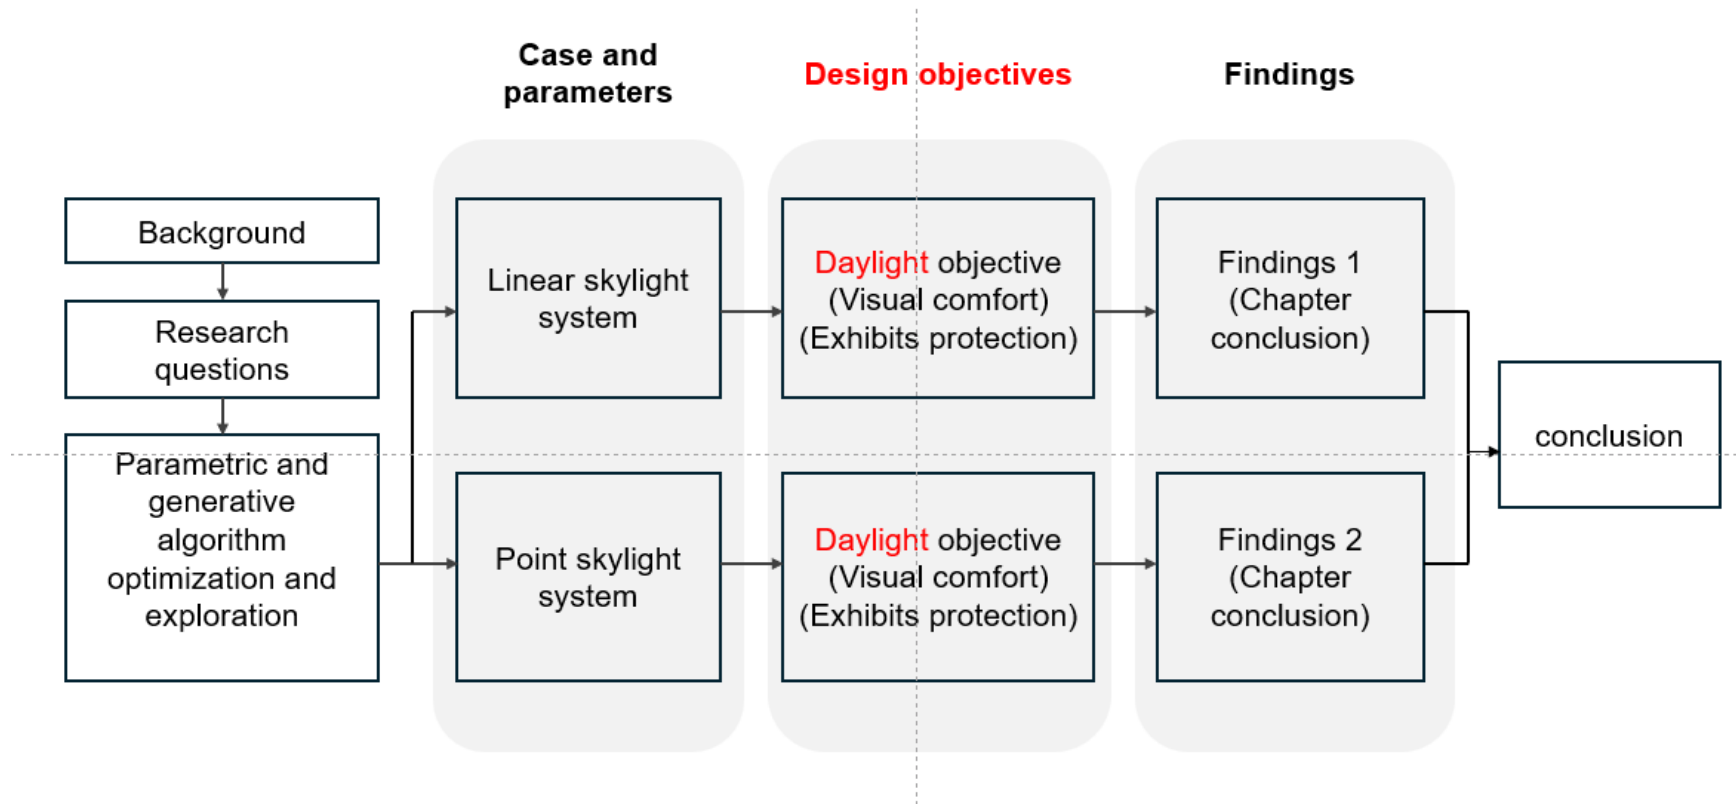 Case and
parameters
Design objectives
Findings
Background
Research
questions
Parametric and
generative
algorithm
optimization and
exploration
Linear skylight
system
Daylight objective
(Visual comfort)
(Exhibits protection)
Findings 1
(Chapter
conclusion)
Point skylight
system
Daylight objective
(Visual comfort)
(Exhibits protection)
Findings 2
(Chapter
conclusion)
conclusion